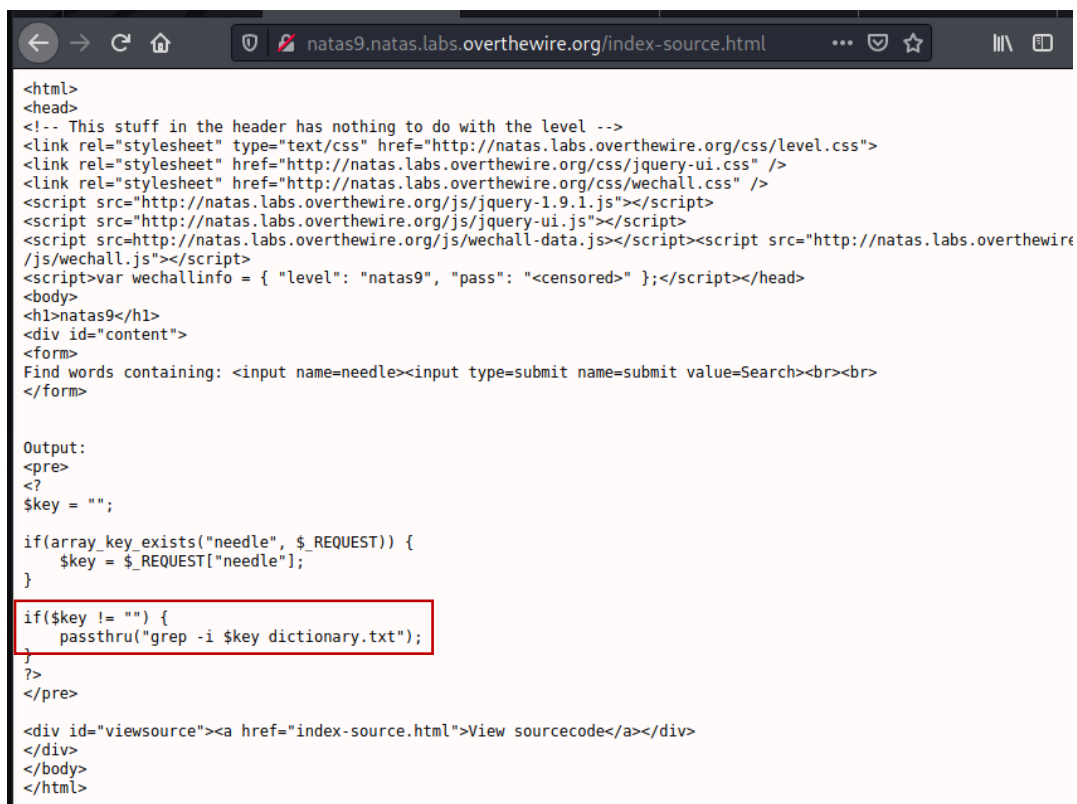 natas9.natas.labs.overthewire.org/index-source.html
<html>
<head>
<!-- This stuff in the header has nothing to do with the level -->
<link rel="stylesheet" type="text/css" href="http://natas.labs.overthewire.org/css/level.css">
<link rel="stylesheet" href="http://natas.labs.overthewire.org/css/jquery-ui.css" />
<link rel="stylesheet" href="http://natas.labs.overthewire.org/css/wechall.css" />
<script src="http://natas.labs.overthewire.org/js/jquery-1.9.1.js"></script>
<script src="http://natas.labs.overthewire.org/js/jquery-ui.js"></script>
<script src=http://natas.labs.overthewire.org/js/wechall-data.js></script><script src="http://natas.labs.overthewire
/js/wechall.js"></script>
<script>var wechallinfo = { "level": "natas9", "pass": "<censored>" };</script></head>
<body>
<h1>natas9</h1>
<div id="content">
<form>
Find words containing: <input name=needle><input type=submit name=submit value=Search><br><br>
</form>
Output:
<pre>
<?
$key = "";
if(array_key_exists("needle", $_REQUEST)) {
$key = $_REQUEST["needle"];
}
if($key != "") {
passthru("grep -i $key dictionary.txt");
}
?>
</pre>
<div id="viewsource"><a href="index-source.html">View sourcecode</a></div>
</div>
</body>
</html>